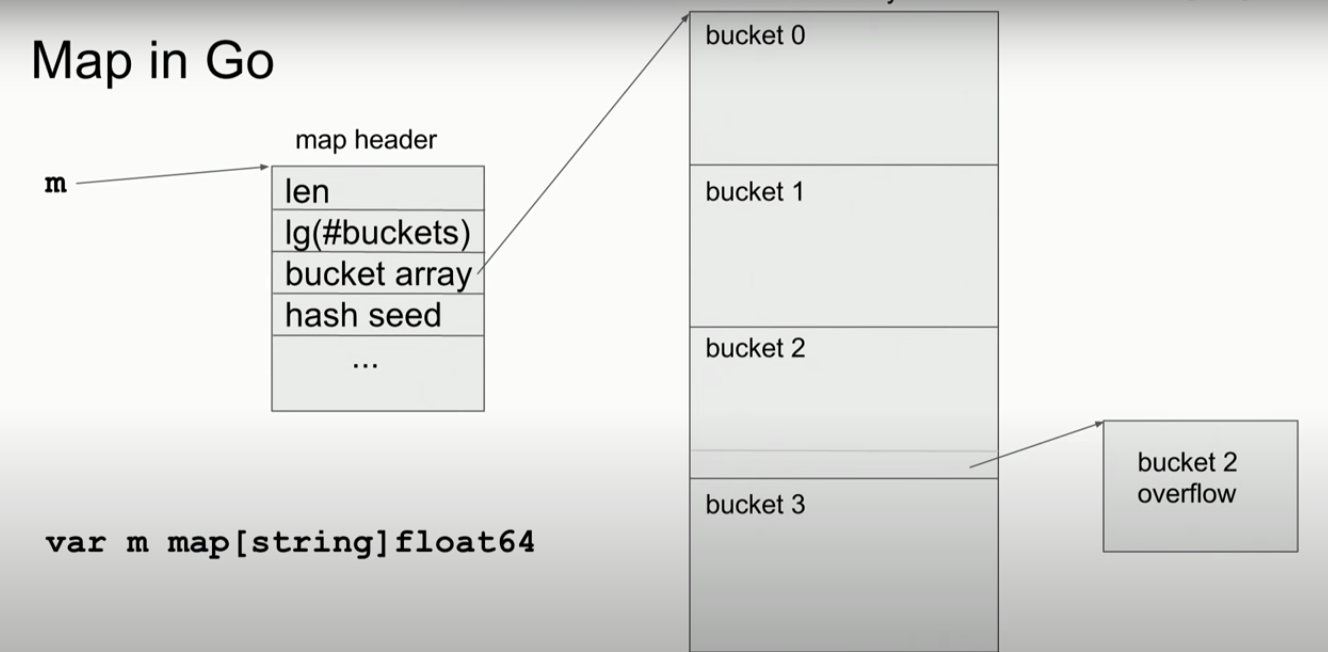 Map in Go
map header
m
len
lg(#buckets)
bucket array
hash seed
...
var m map[string]float64
bucket 0
bucket 1
bucket 2
bucket 3
bucket 2
overflow